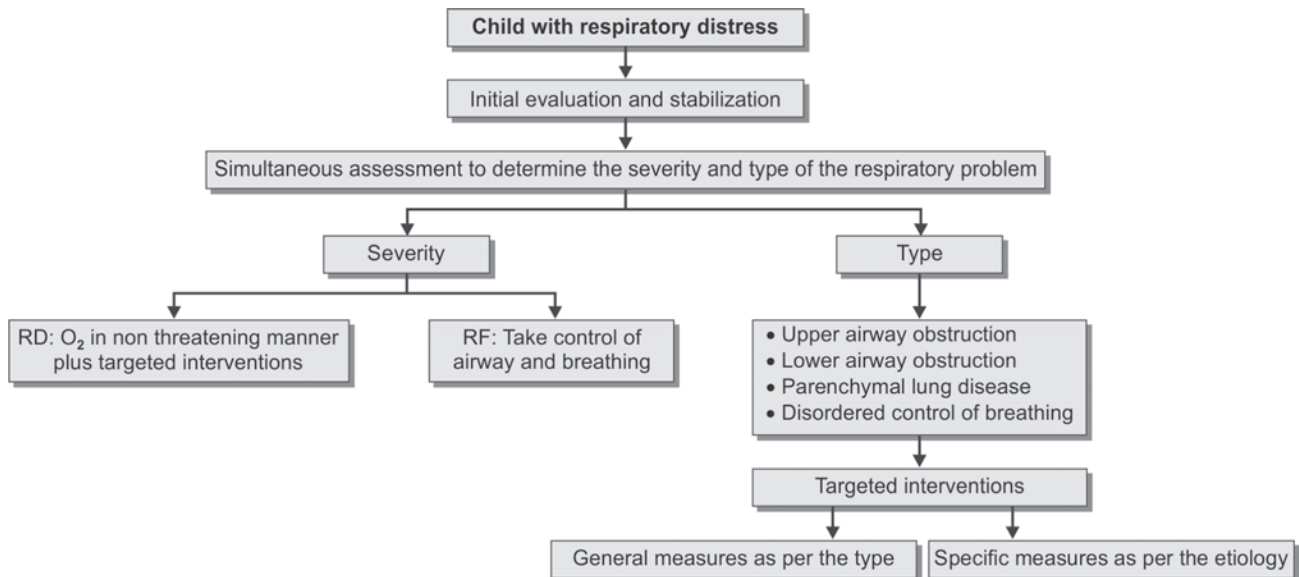 Child with respiratory distress
Initial evaluation and stabilization
Simultaneous assessment to determine the severity and type of the respiratory problem
Severity
Type
RD: O₂ in non threatening manner
plus targeted interventions
RF: Take control of
airway and breathing
• Upper airway obstruction
• Lower airway obstruction
• Parenchymal lung disease
• Disordered control of breathing
Targeted interventions
General measures as per the type
Specific measures as per the etiology